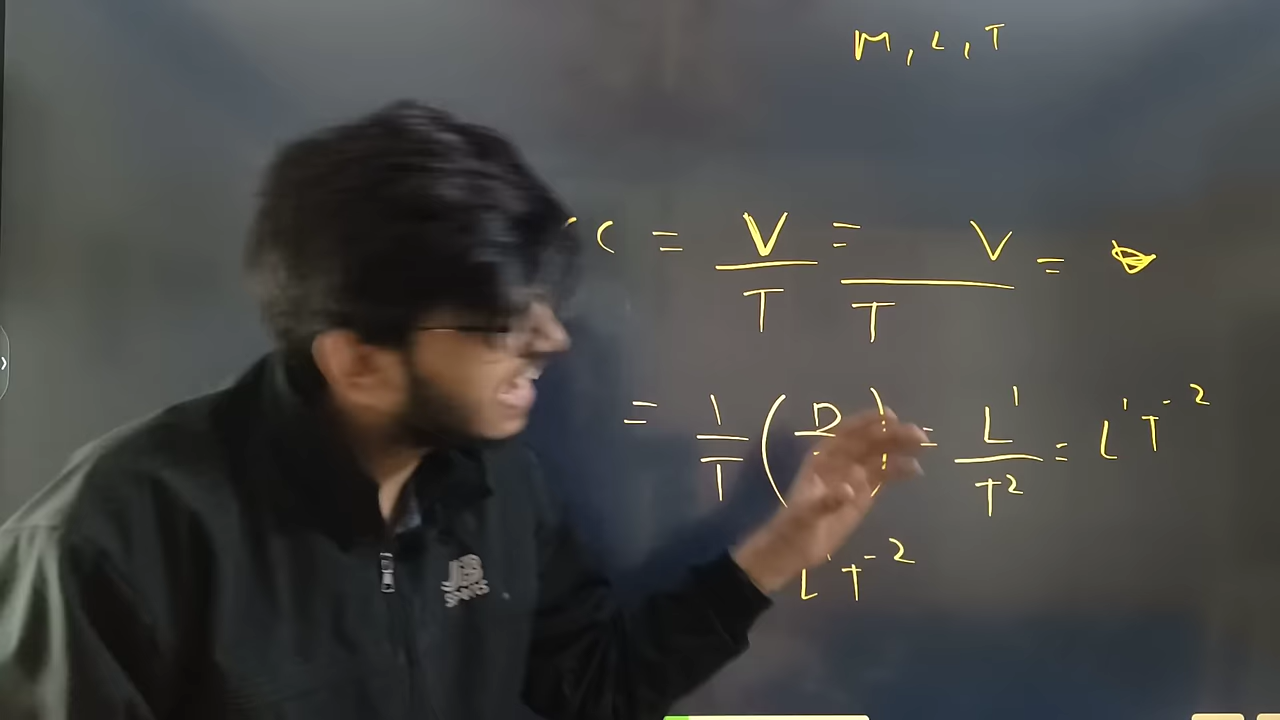 M, L, T
= V/T = V/T =
= 1/T ( D ) = L¹/T² = L¹T⁻²
L¹T⁻²